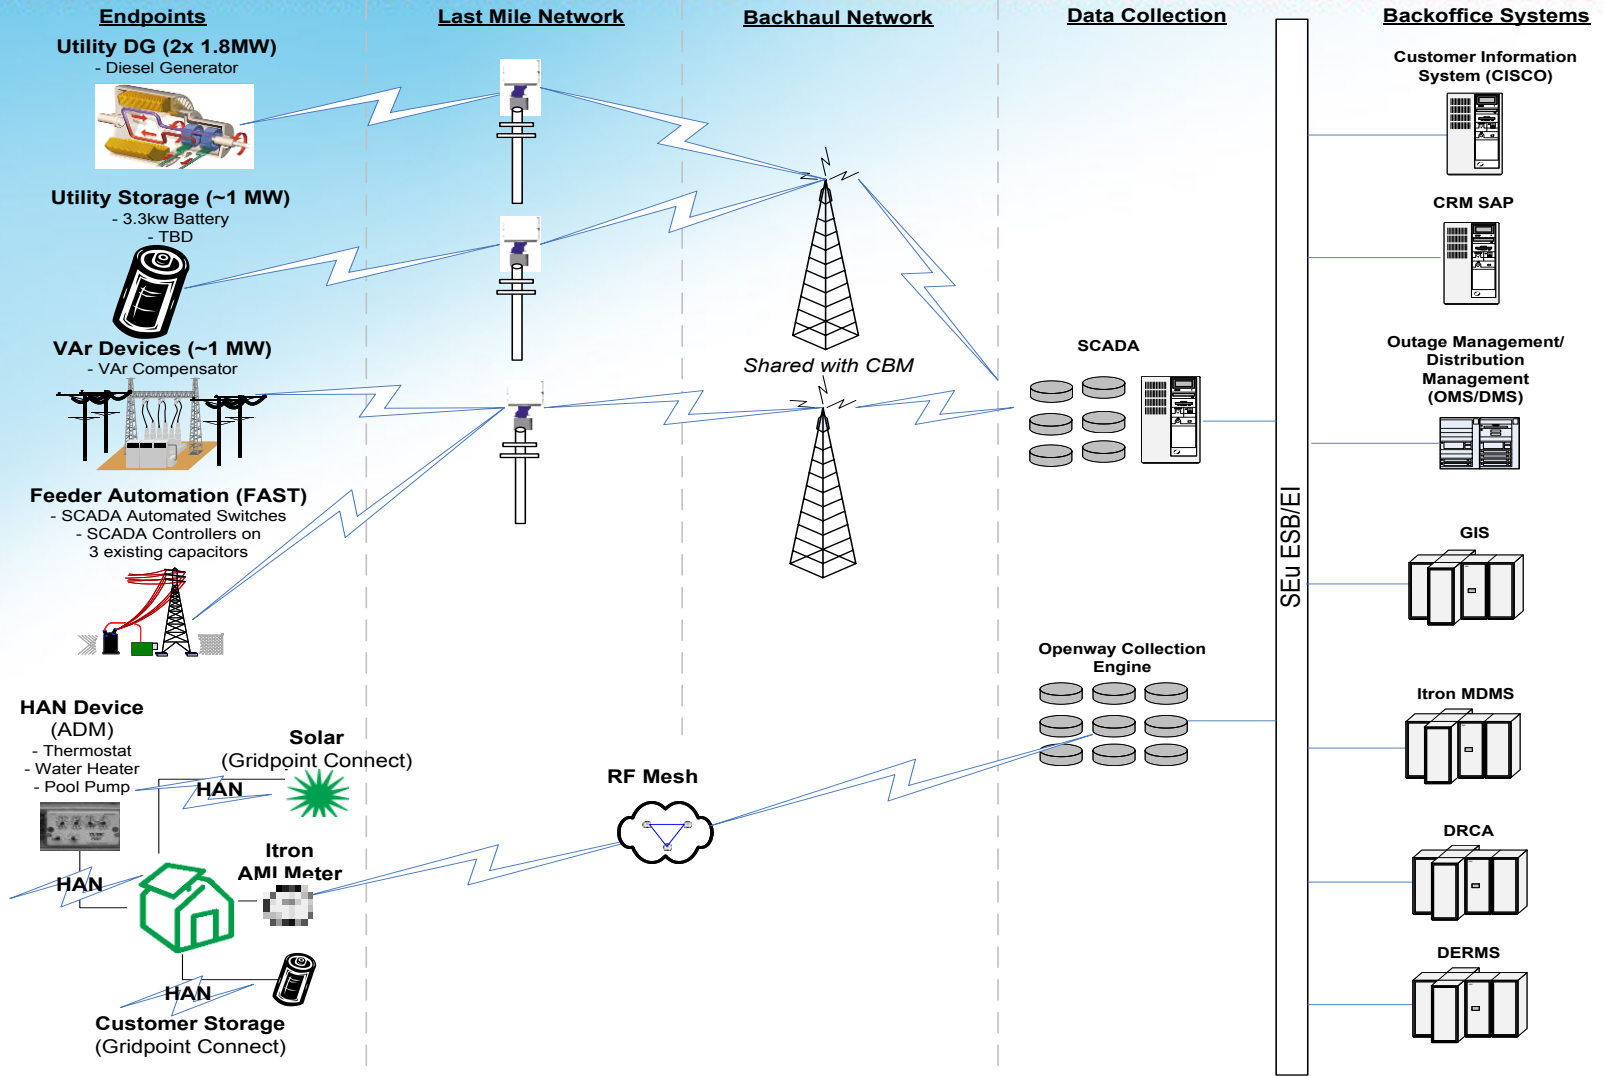 Endpoints
Last Mile Network
Backhaul Network
Data Collection
Backoffice Systems
Utility DG (2x 1.8MW)
- Diesel Generator
Utility Storage (~1 MW)
- 3.3kw Battery
- TBD
VAr Devices (~1 MW)
- VAr Compensator
Feeder Automation (FAST)
- SCADA Automated Switches
- SCADA Controllers on
3 existing capacitors
HAN Device
(ADM)
- Thermostat
- Water Heater
- Pool Pump
Solar
(Gridpoint Connect)
HAN
HAN
Itron
AMI Meter
HAN
Customer Storage
(Gridpoint Connect)
RF Mesh
Shared with CBM
SCADA
Openway Collection
Engine
SEu ESB/EI
Customer Information
System (CISCO)
CRM SAP
Outage Management/
Distribution
Management
(OMS/DMS)
GIS
Itron MDMS
DRCA
DERMS